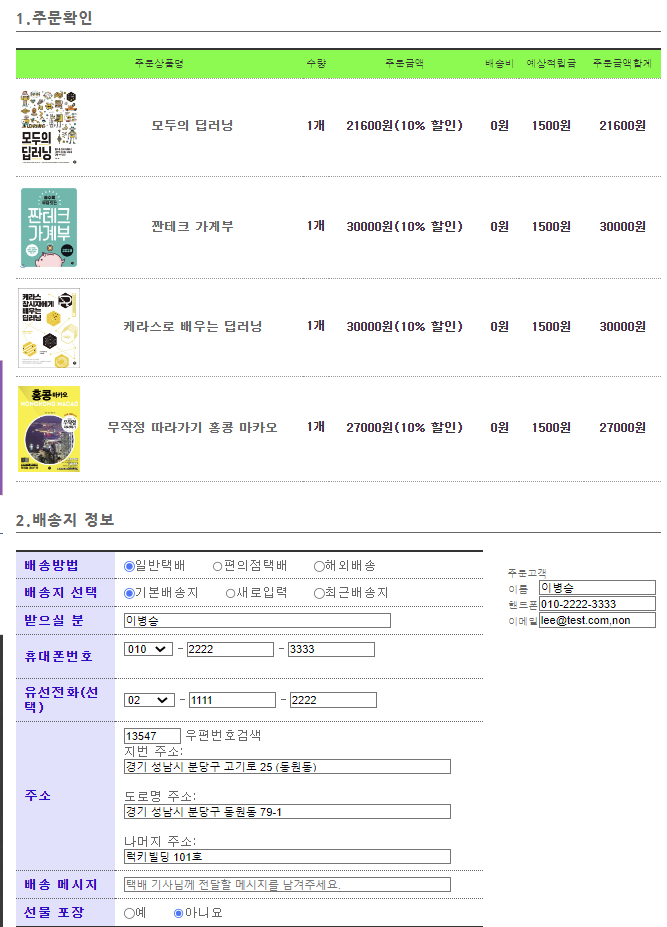 1.주문확인
주문상품명 수량 주문금액 배송비 예상적립금 주문금액합계
모두의 딥러닝
모두의 딥러닝 1개 21600원(10% 할인) 0원 1500원 21600원
짠테크 가계부
짠테크 가계부 1개 30000원(10% 할인) 0원 1500원 30000원
케라스 창시자에게 배우는 딥러닝
케라스로 배우는 딥러닝 1개 30000원(10% 할인) 0원 1500원 30000원
홍콩 마카오
HONGKONG MACAO
무작정 따라가기 홍콩 마카오 1개 27000원(10% 할인) 0원 1500원 27000원
2.배송지 정보
배송방법 일반택배 편의점택배 해외배송
배송지 선택 기본배송지 새로입력 최근배송지
받으실 분 이병승
휴대폰번호 010 - 2222 - 3333
유선전화(선택) 02 - 1111 - 2222
주소 13547 우편번호검색
지번 주소:
경기 성남시 분당구 고기로 25 (동원동)
도로명 주소:
경기 성남시 분당구 동원동 79-1
나머지 주소:
럭키빌딩 101호
배송 메시지 택배 기사님께 전달할 메시지를 남겨주세요.
선물 포장 예 아니요
주문고객
이름 이병승
핸드폰 010-2222-3333
이메일 lee@test.com,non